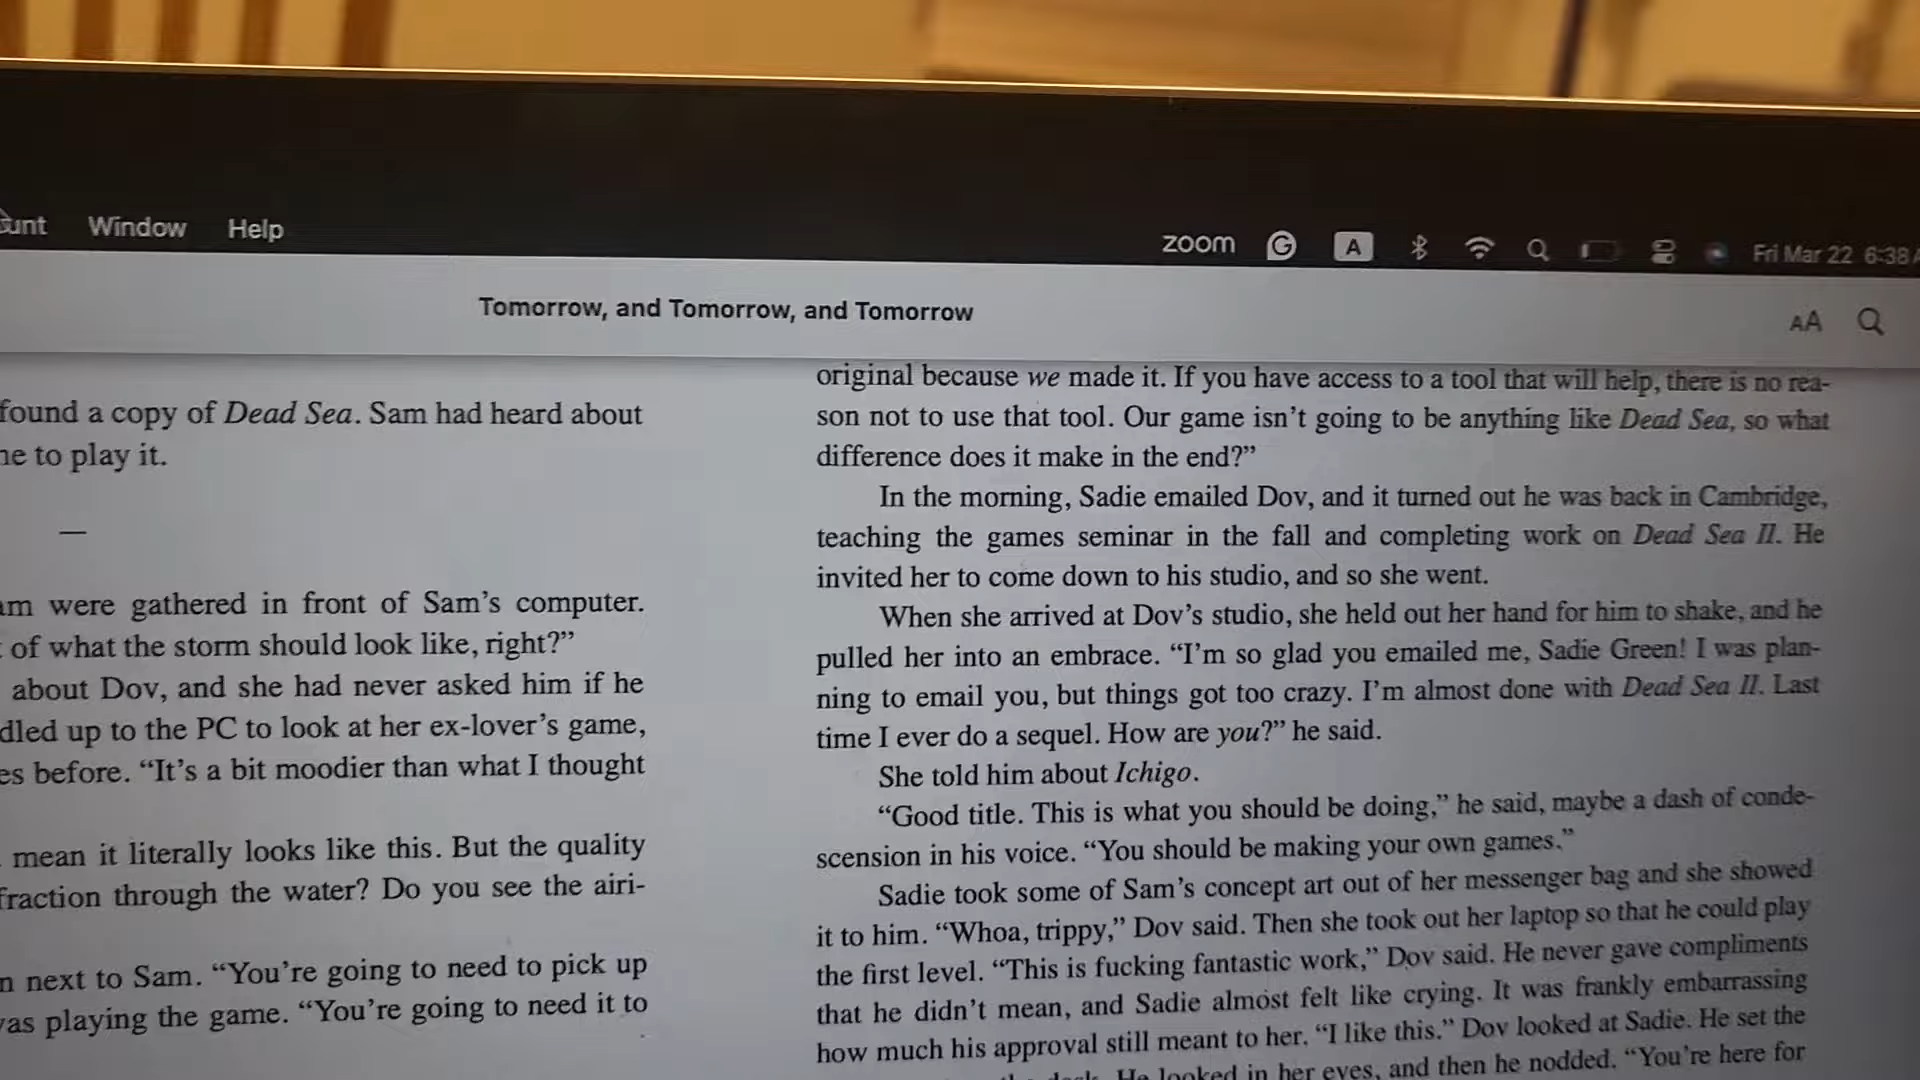 Window Help
zoom A Fri Mar 22 6:38
Tomorrow, and Tomorrow, and Tomorrow
AA
found a copy of Dead Sea. Sam had heard about
to play it.
—
were gathered in front of Sam’s computer.
of what the storm should look like, right?”
about Dov, and she had never asked him if he
up to the PC to look at her ex-lover’s game,
before. “It’s a bit moodier than what I thought
mean it literally looks like this. But the quality
through the water? Do you see the airi-
next to Sam. “You’re going to need to pick up
playing the game. “You’re going to need it to
original because we made it. If you have access to a tool that will help, there is no rea-
son not to use that tool. Our game isn’t going to be anything like Dead Sea, so what
difference does it make in the end?”
In the morning, Sadie emailed Dov, and it turned out he was back in Cambridge,
teaching the games seminar in the fall and completing work on Dead Sea II. He
invited her to come down to his studio, and so she went.
When she arrived at Dov’s studio, she held out her hand for him to shake, and he
pulled her into an embrace. “I’m so glad you emailed me, Sadie Green! I was plan-
ning to email you, but things got too crazy. I’m almost done with Dead Sea II. Last
time I ever do a sequel. How are you?” he said.
She told him about Ichigo.
“Good title. This is what you should be doing,” he said, maybe a dash of conde-
scension in his voice. “You should be making your own games.”
Sadie took some of Sam’s concept art out of her messenger bag and she showed
it to him. “Whoa, trippy,” Dov said. Then she took out her laptop so that he could play
the first level. “This is fucking fantastic work,” Dov said. He never gave compliments
that he didn’t mean, and Sadie almost felt like crying. It was frankly embarrassing
how much his approval still meant to her. “I like this.” Dov looked at Sadie. He set the
He looked in her eyes, and then he nodded. “You’re here for